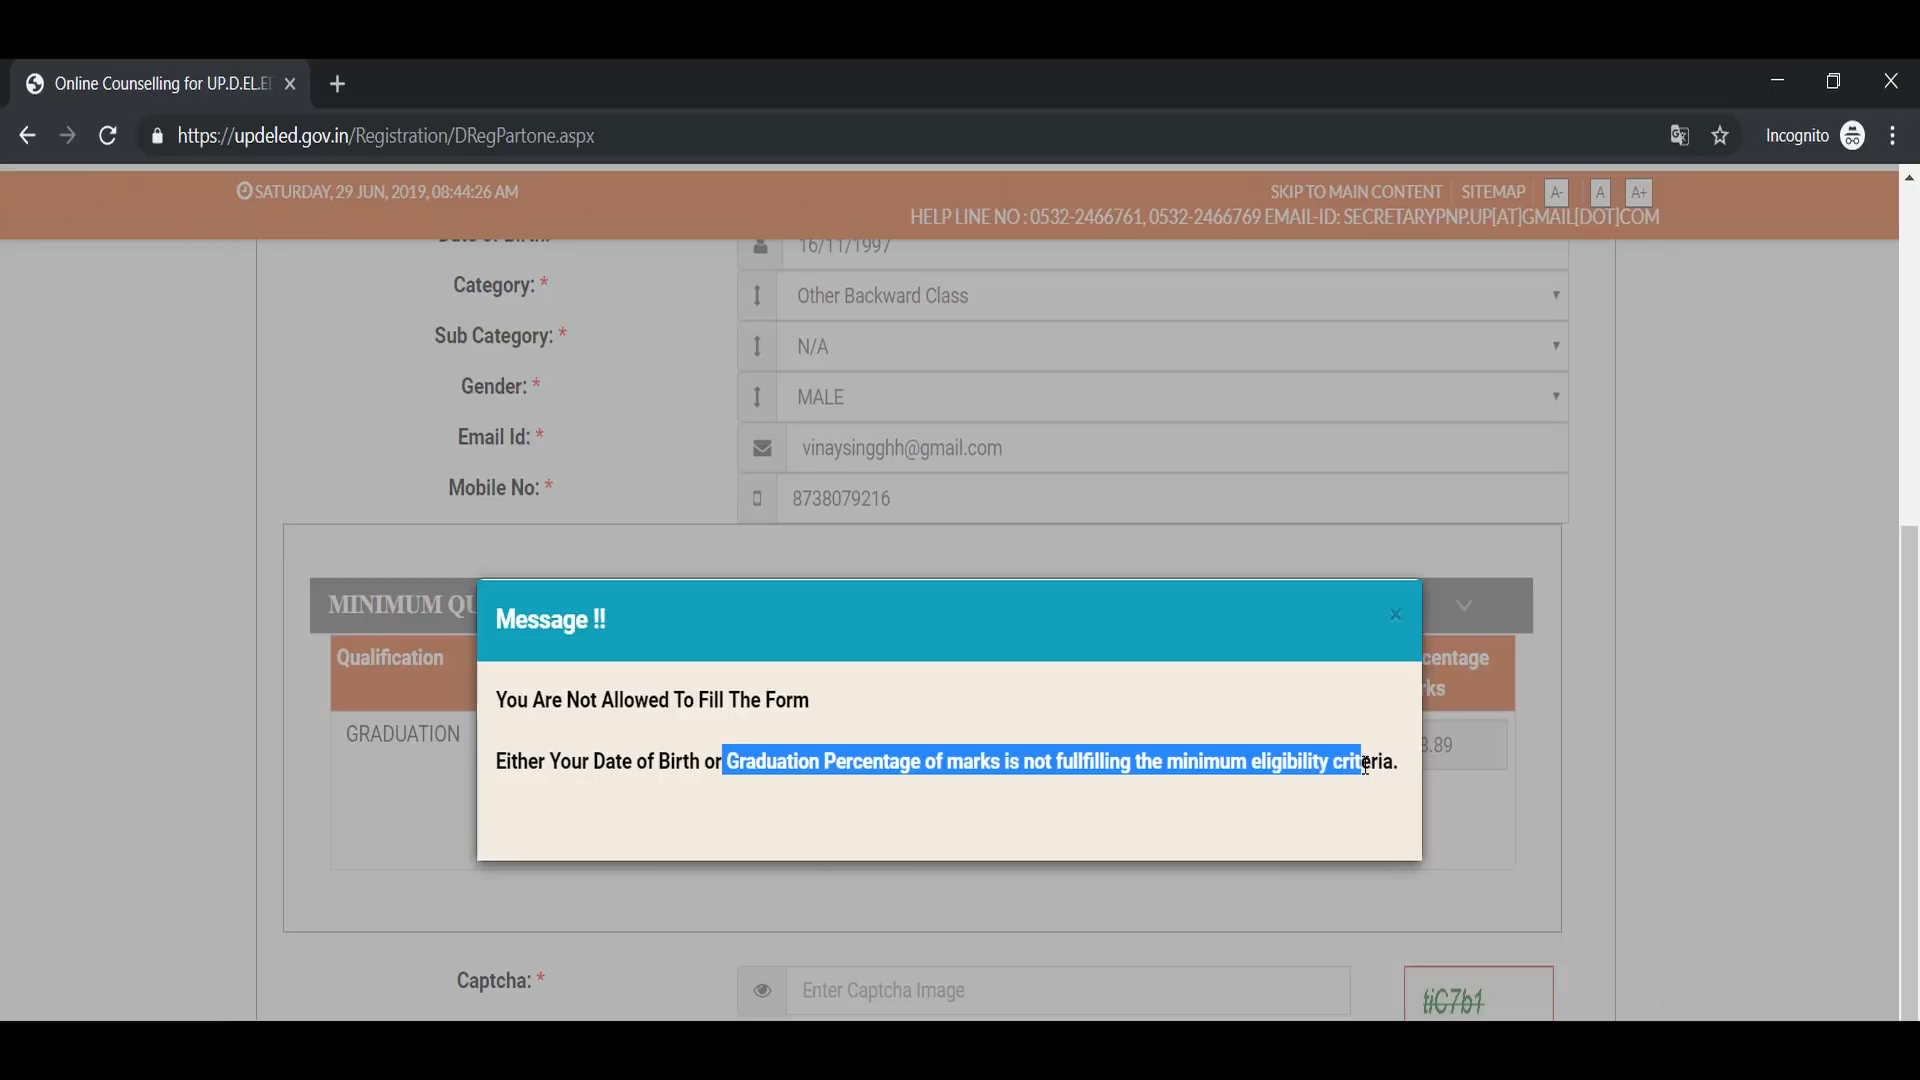 Online Counselling for UP.D.EL.E
https://updeled.gov.in/Registration/DRegPartone.aspx
Incognito
SATURDAY, 29 JUN, 2019, 08:44:26 AM
SKIP TO MAIN CONTENT SITEMAP A- A A+
HELP LINE NO : 0532-2466761, 0532-2466769 EMAIL-ID: SECRETARYPNP.UP[AT]GMAIL[DOT]COM
Date of Birth: 16/11/1997
Category: * Other Backward Class
Sub Category: * N/A
Gender: * MALE
Email Id: * vinaysingghh@gmail.com
Mobile No: * 8738079216
MINIMUM QU
Message !! ×
Qualification centage
rks
You Are Not Allowed To Fill The Form
GRADUATION 3.89
Either Your Date of Birth or Graduation Percentage of marks is not fullfilling the minimum eligibility criteria.
Captcha: * Enter Captcha Image